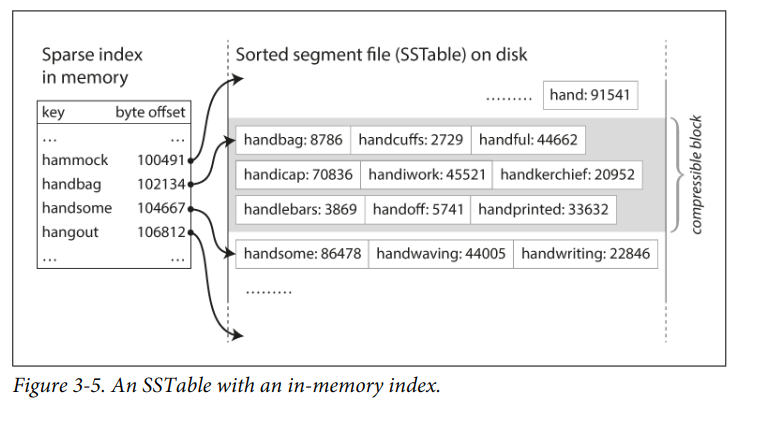 Sparse index
in memory
key byte offset
... ...
hammock 100491
handbag 102134
handsome 104667
hangout 106812
... ...
Sorted segment file (SSTable) on disk
......... hand: 91541
handbag: 8786 handcuffs: 2729 handful: 44662
handicap: 70836 handiwork: 45521 handkerchief: 20952
handlebars: 3869 handoff: 5741 handprinted: 33632
handsome: 86478 handwaving: 44005 handwriting: 22846
.........
compressible block
Figure 3-5. An SSTable with an in-memory index.